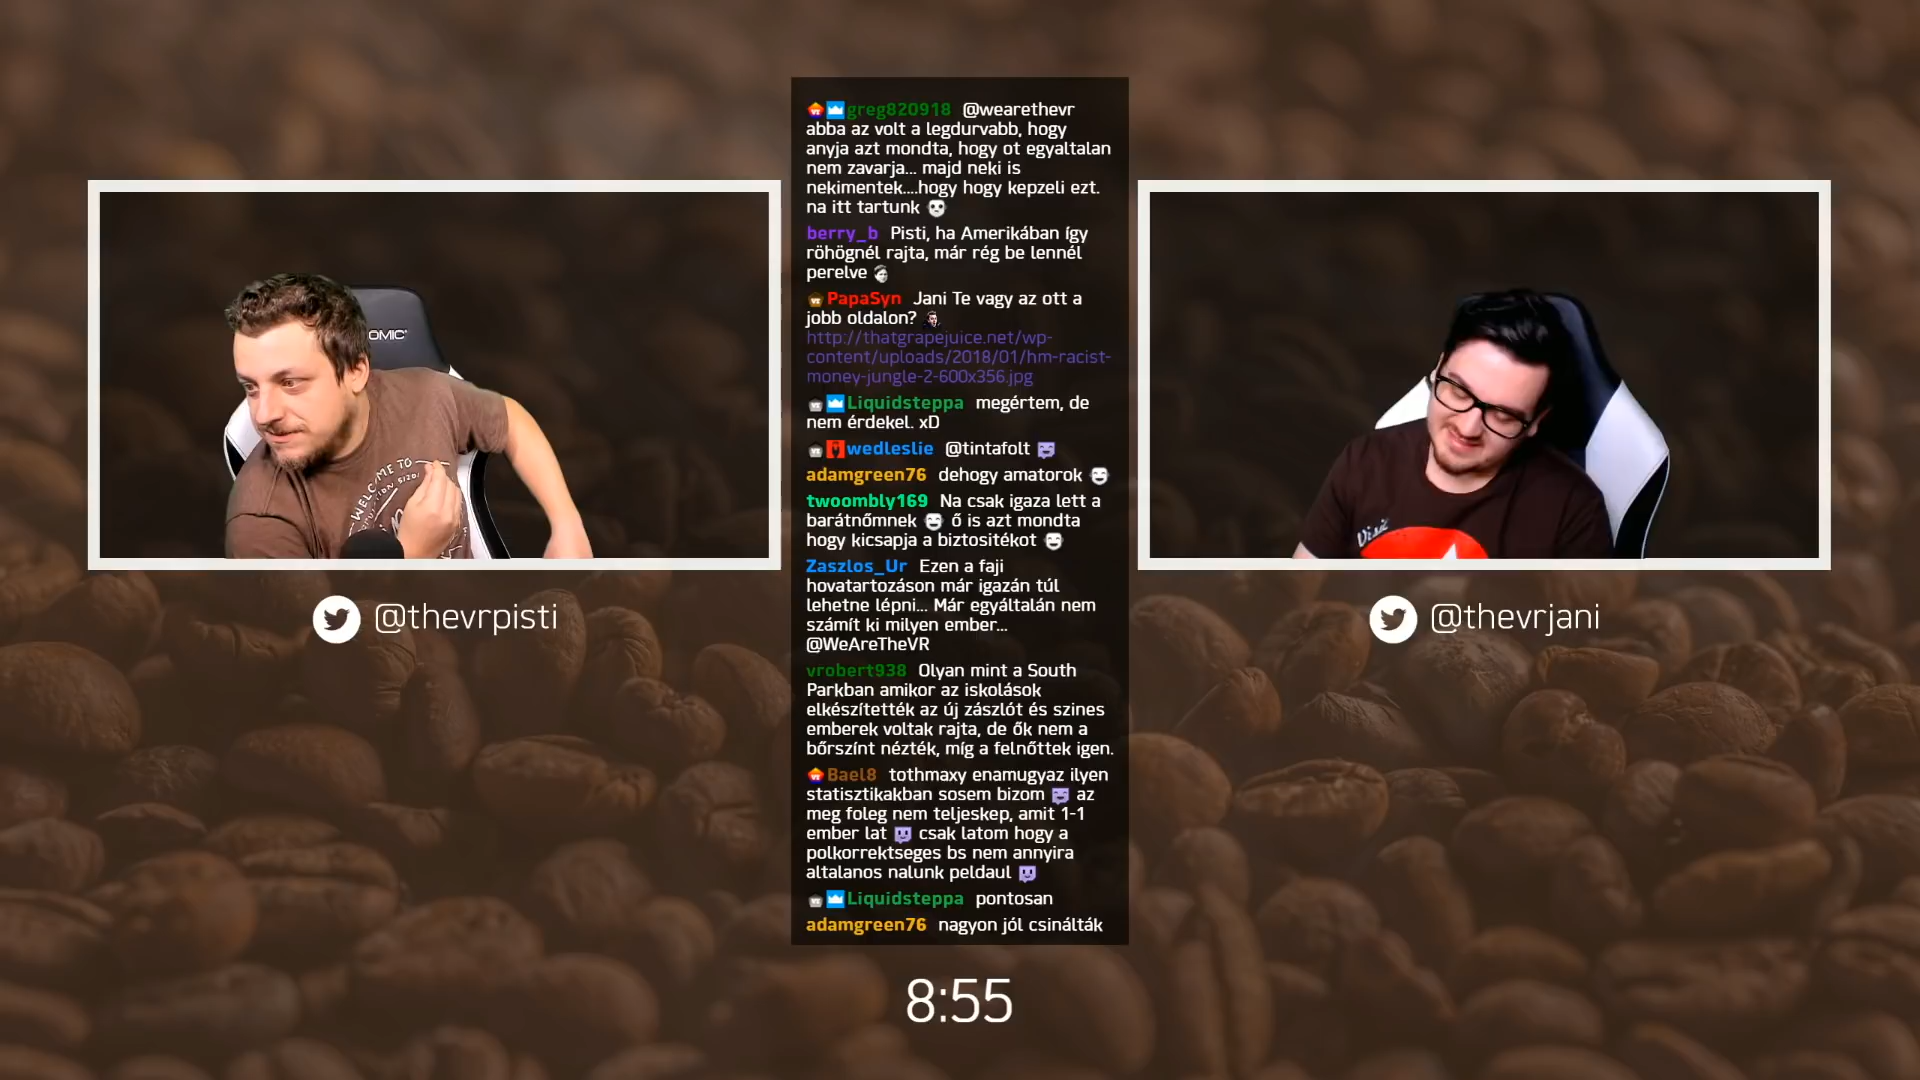 greg820918 @wearethevr
abba az volt a legdurvabb, hogy
anyja azt mondta, hogy ot egyaltalan
nem zavarja... majd neki is
nekimentek....hogy hogy kepzeli ezt.
na itt tartunk
berry_b Pisti, ha Amerikában így
röhögnél rajta, már rég be lennél
perelve
PapaSyn Jani Te vagy az ott a
jobb oldalon?
http://thatgrapejuice.net/wp-
content/uploads/2018/01/hm-racist-
money-jungle-2-600x356.jpg
Liquidsteppa megértem, de
nem érdekel. xD
wedleslie @tintafolt
adamgreen76 dehogy amatorok
twoombly169 Na csak igaza lett a
barátnőmnek ő is azt mondta
hogy kicsapja a biztositékot
Zaszlos_Ur Ezen a faji
hovatartozáson már igazán túl
lehetne lépni... Már egyáltalán nem
számít ki milyen ember...
@WeAreTheVR
vrobert938 Olyan mint a South
Parkban amikor az iskolások
elkészítették az új zászlót és szines
emberek voltak rajta, de ők nem a
bőrszínt nézték, míg a felnőttek igen.
Bael8 tothmaxy enamugyaz ilyen
statisztikakban sosem bizom az
meg foleg nem teljeskep, amit 1-1
ember lat csak latom hogy a
polkorrektseges bs nem annyira
altalanos nalunk peldaul
Liquidsteppa pontosan
adamgreen76 nagyon jól csinálták
OMIC
WELCOME TO
Visit
@thevrpisti
@thevrjani
8:55